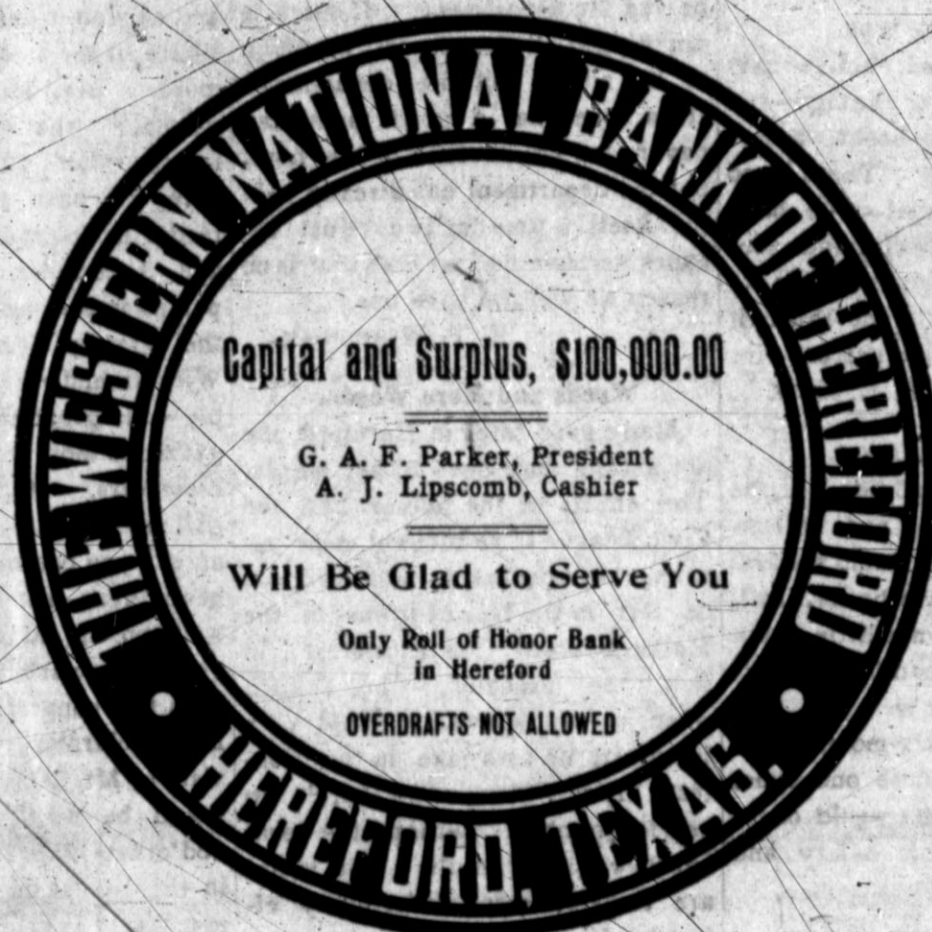 THE WESTERN NATIONAL BANK OF HEREFORD
Capital and Surplus, $100,000.00
G. A. F. Parker, President
A. J. Lipscomb, Cashier
Will Be Glad to Serve You
Only Roll of Honor Bank
in Hereford
OVERDRAFTS NOT ALLOWED
HEREFORD, TEXAS.